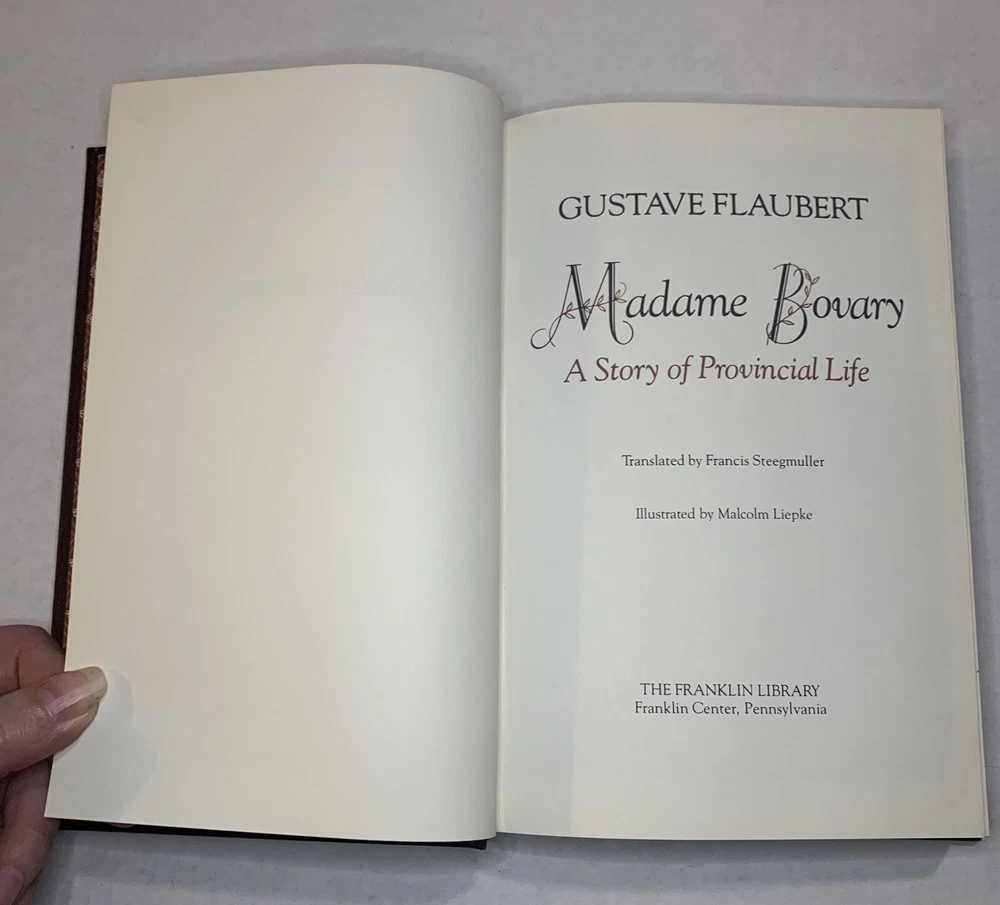 GUSTAVE FLAUBERT
Madame Bovary
A Story of Provincial Life
Translated by Francis Steegmuller
Illustrated by Malcolm Liepke
THE FRANKLIN LIBRARY
Franklin Center, Pennsylvania